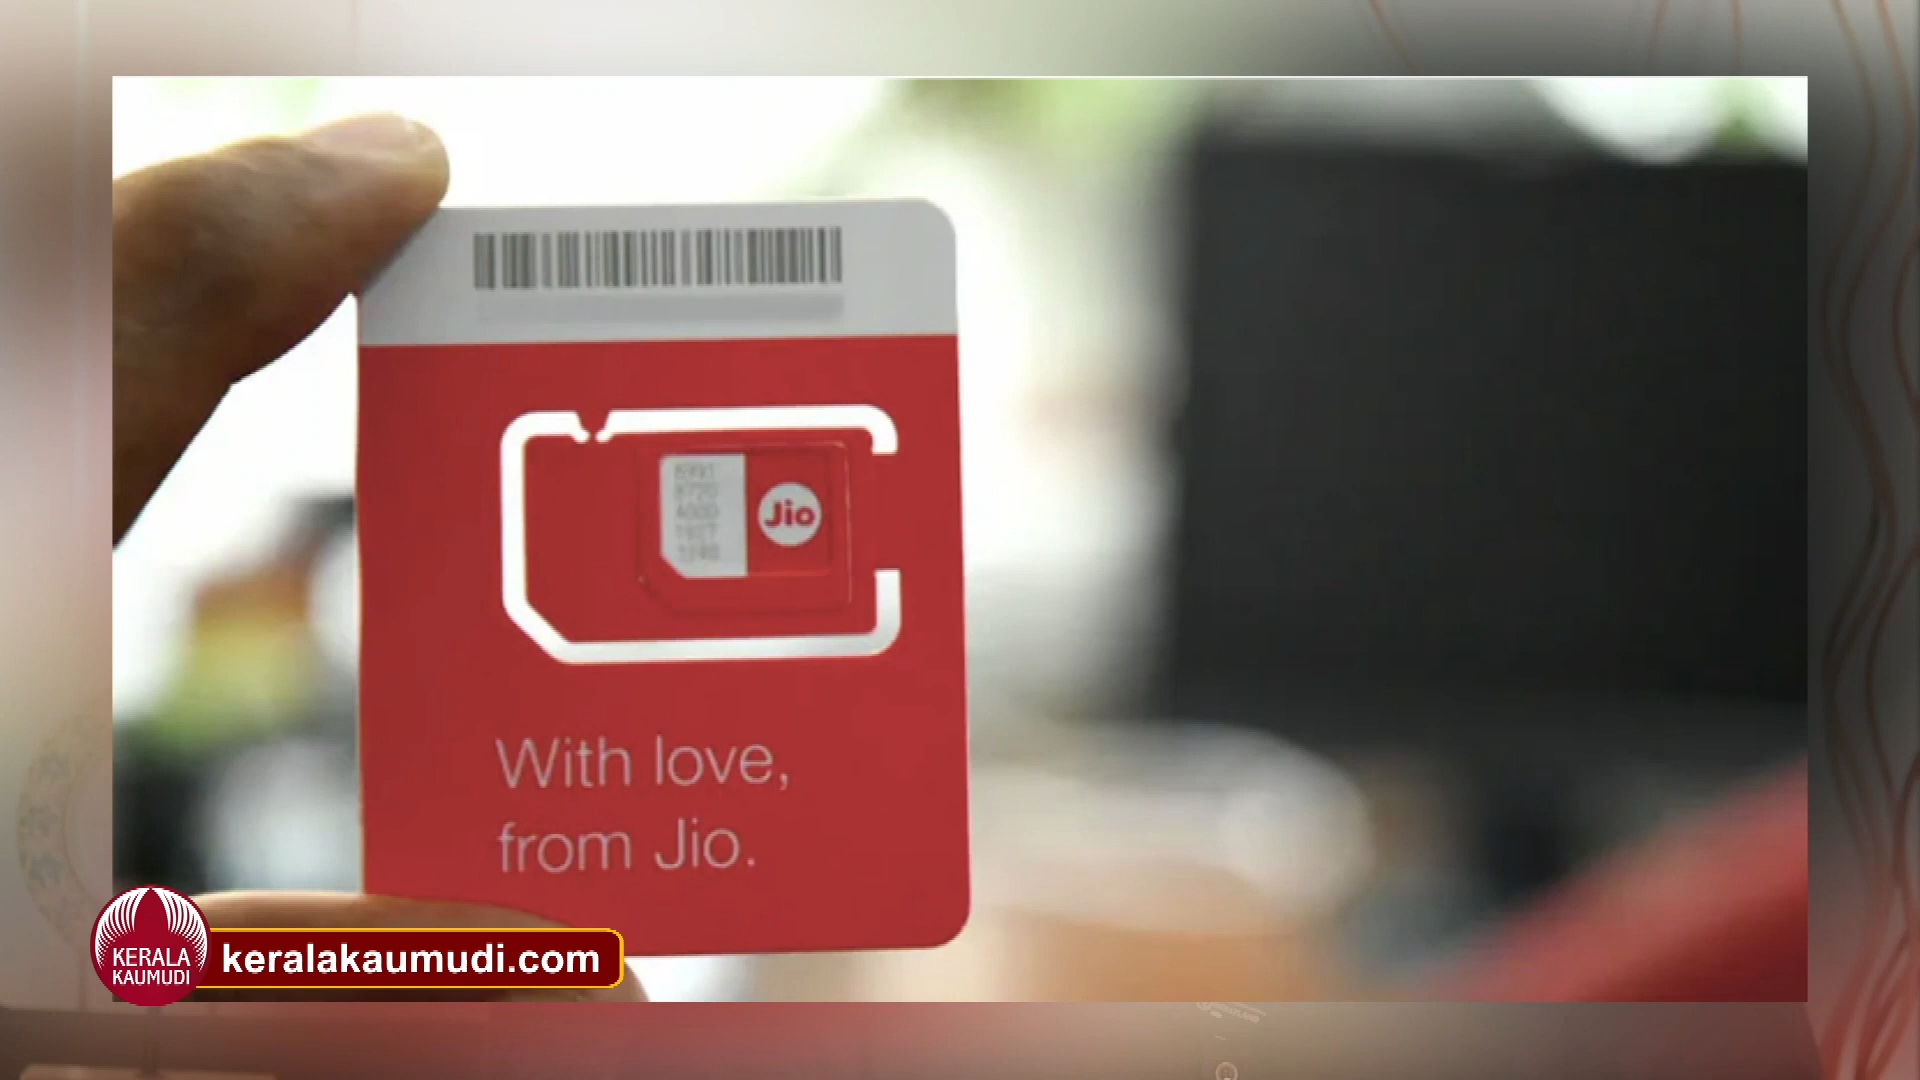 Jio
With love,
from Jio.
KERALA
KAUMUDI
keralakaumudi.com